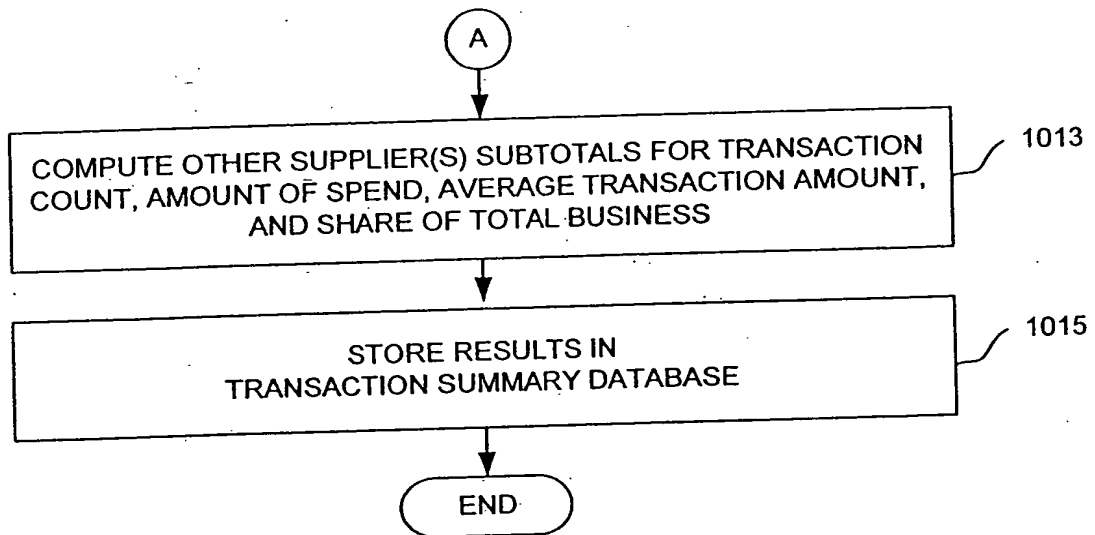 A
COMPUTE OTHER SUPPLIER(S) SUBTOTALS FOR TRANSACTION
COUNT, AMOUNT OF SPEND, AVERAGE TRANSACTION AMOUNT,
AND SHARE OF TOTAL BUSINESS
1013
STORE RESULTS IN
TRANSACTION SUMMARY DATABASE
1015
END